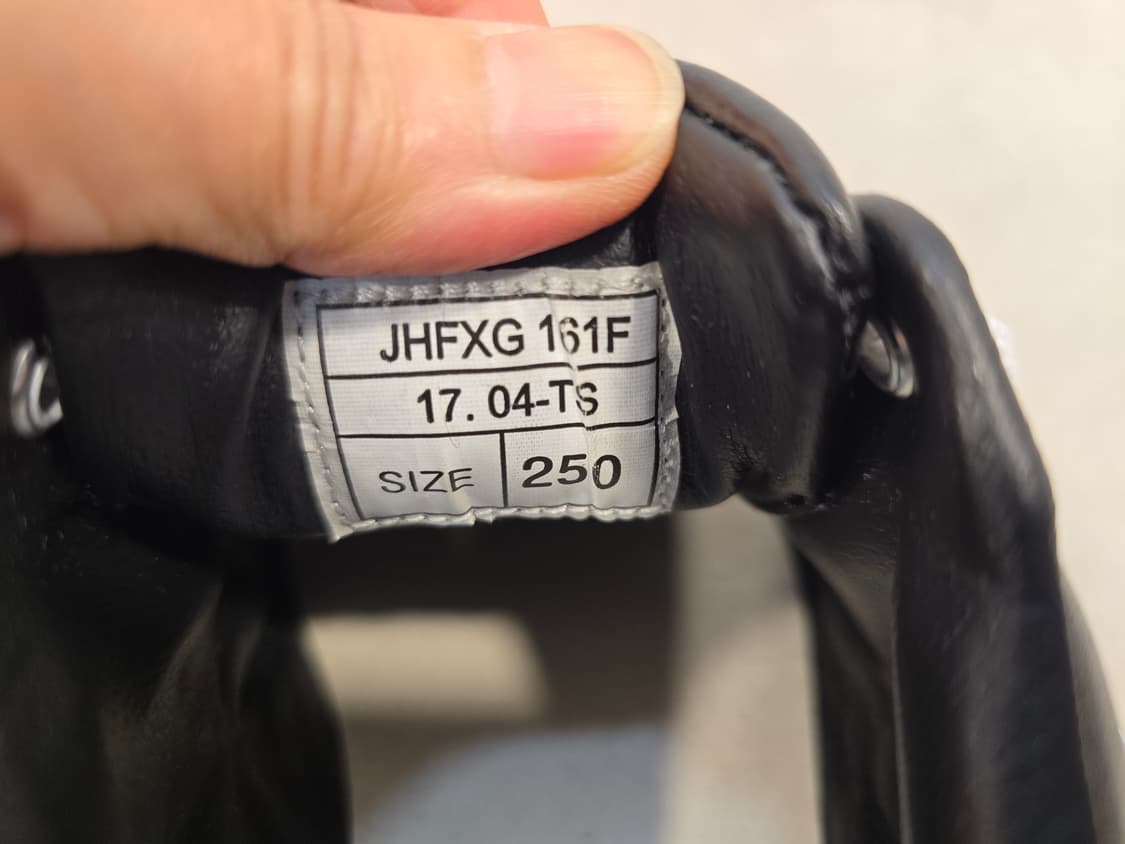 JHFXG 161F
17. 04-TS
SIZE 250